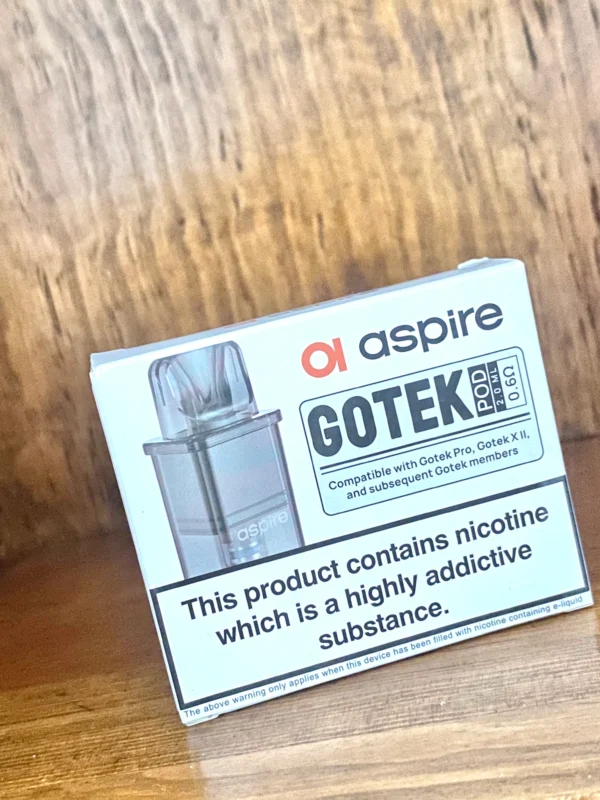 aspire
GOTEK
POD
2.0 ML
0.6Ω
Compatible with Gotek Pro, Gotek X II,
and subsequent Gotek members
aspire
This product contains nicotine
which is a highly addictive
substance.
The above warning only applies when this device has been filled with nicotine containing e-liquid